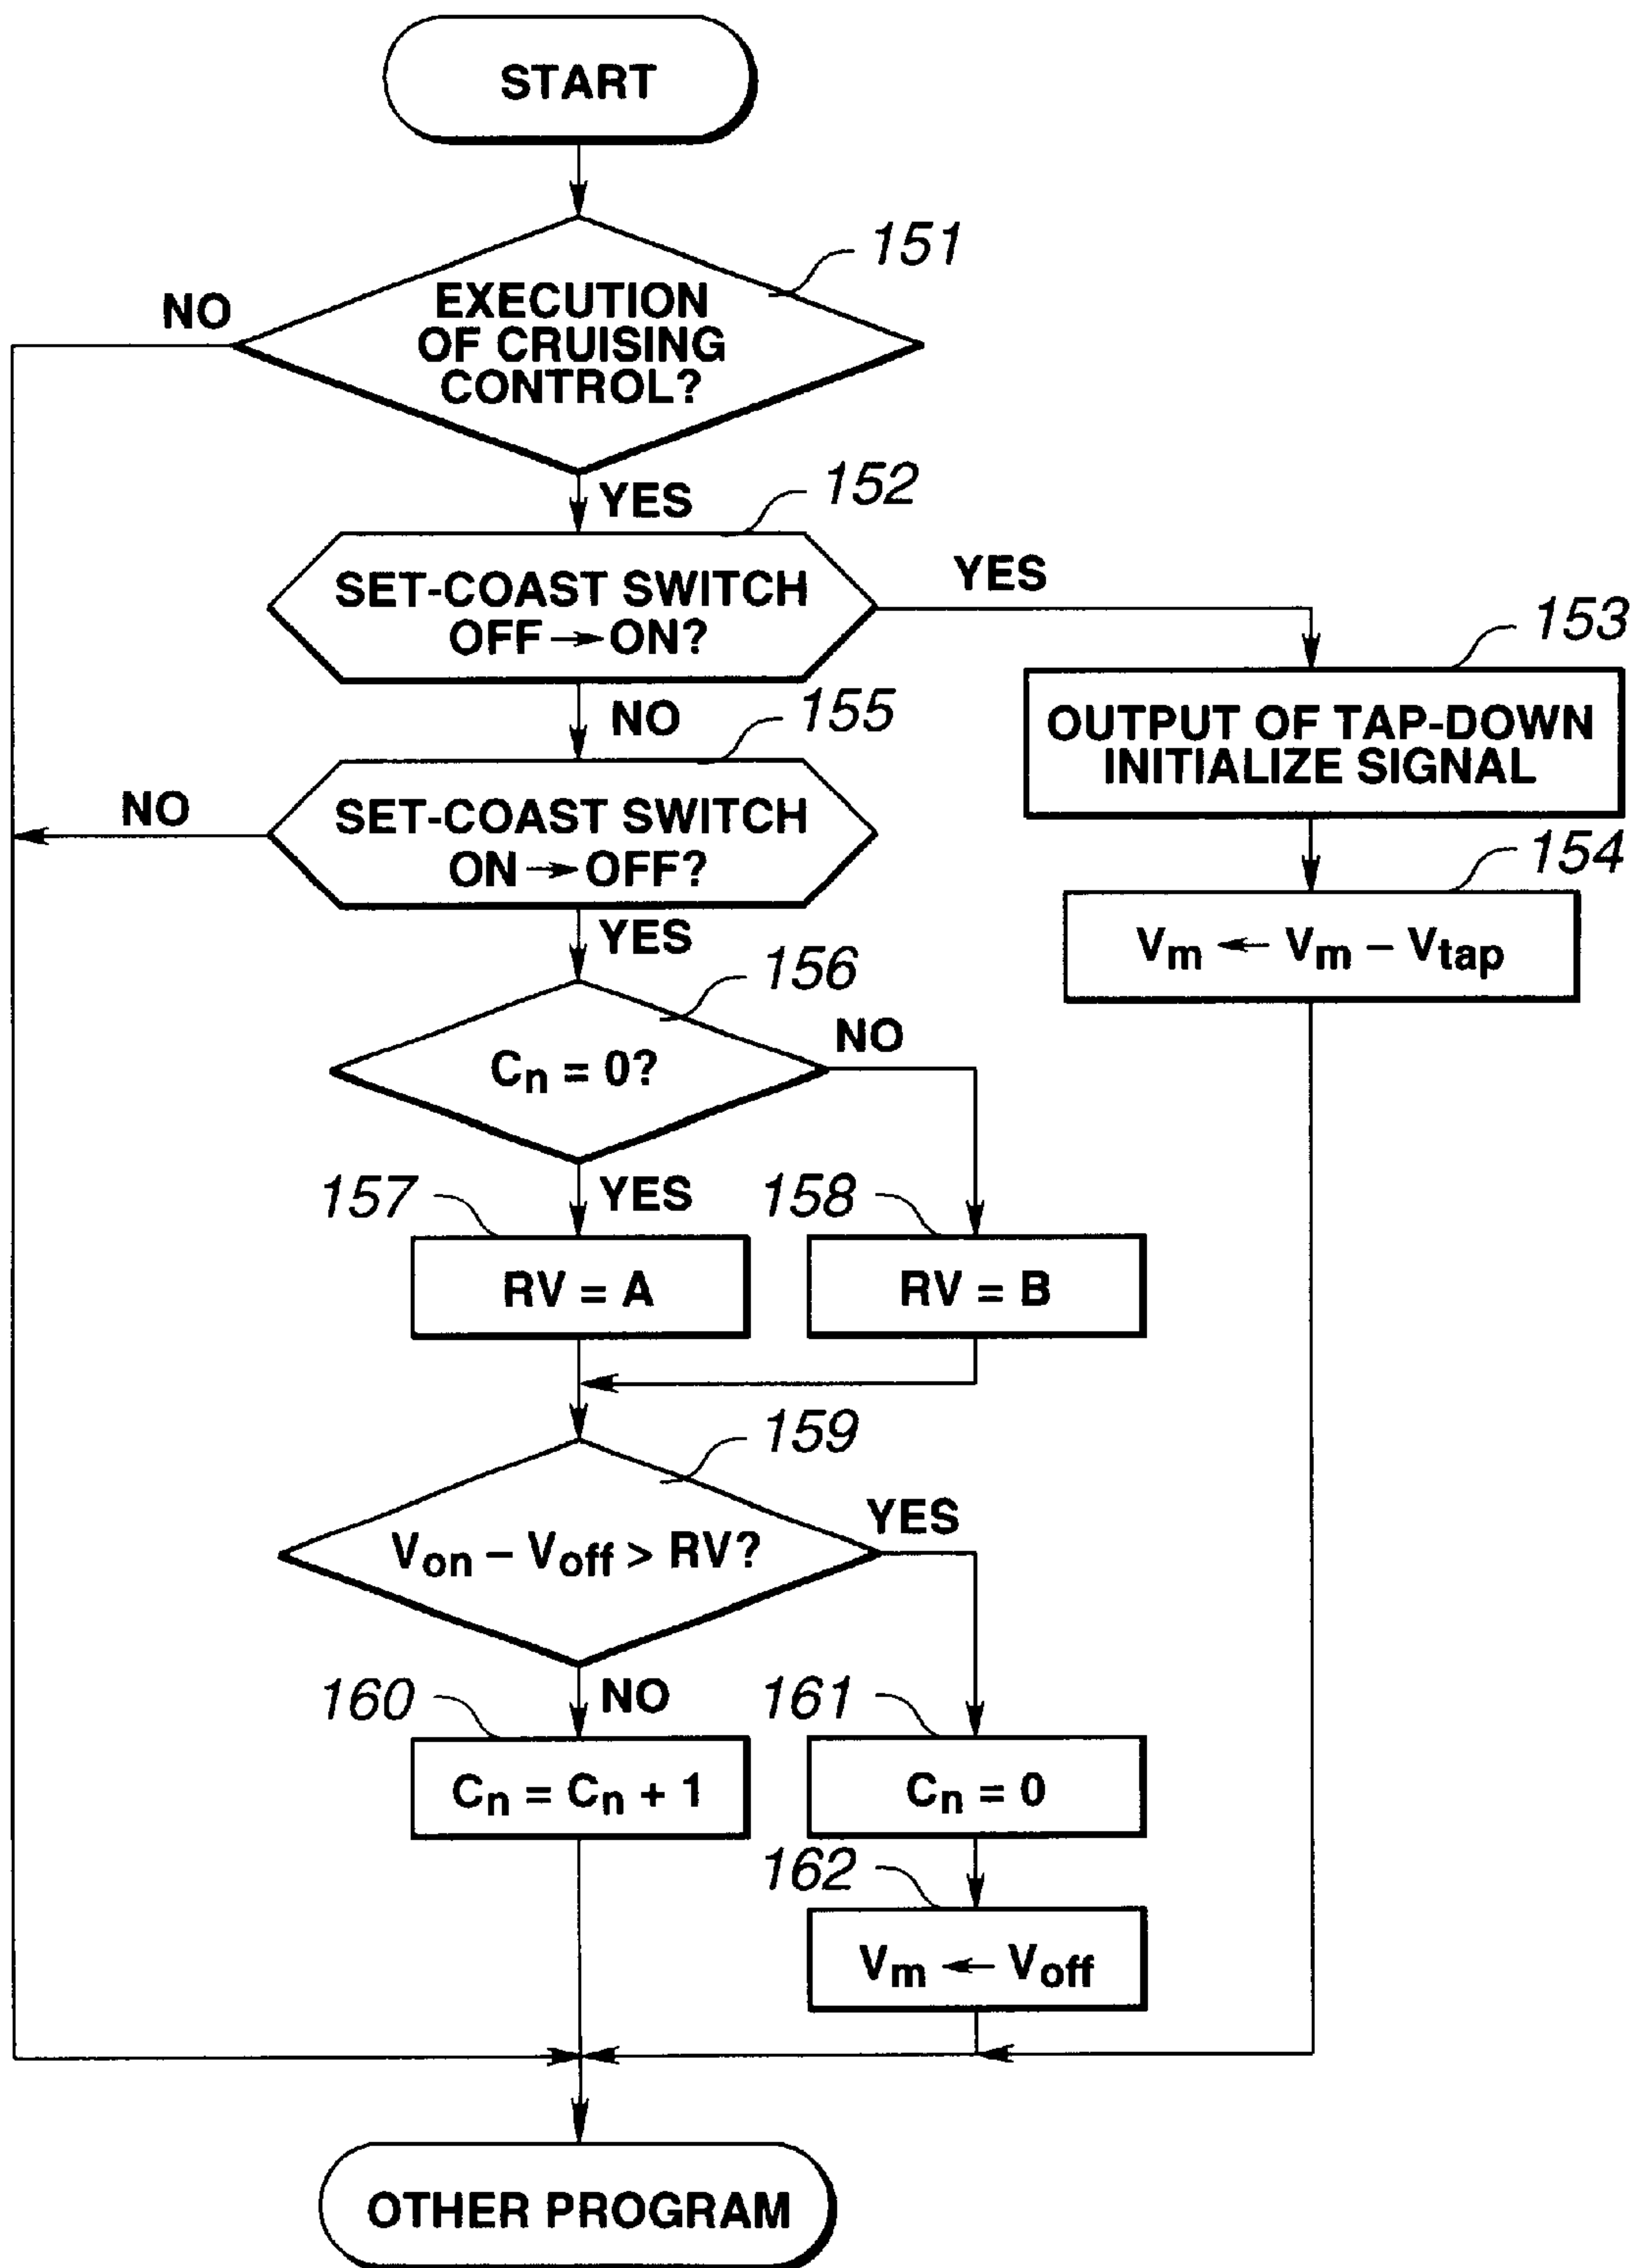 START
151
NO
EXECUTION
OF CRUISING
CONTROL?
YES
152
SET-COAST SWITCH
OFF → ON?
YES
153
OUTPUT OF TAP-DOWN
INITIALIZE SIGNAL
154
Vm ← Vm – Vtap
NO
155
NO
SET-COAST SWITCH
ON → OFF?
YES
156
Cn = 0?
NO
157
YES
158
RV = A
RV = B
159
Von – Voff > RV?
YES
160
NO
161
Cn = Cn + 1
Cn = 0
162
Vm ← Voff
OTHER PROGRAM